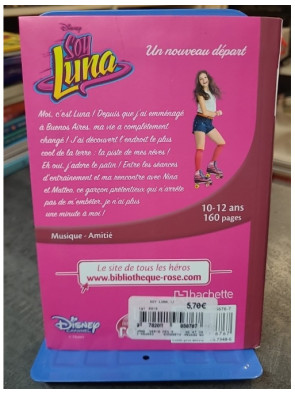 Disney
SOY
Luna
Un nouveau départ
Moi, c'est Luna ! Depuis que j'ai emménagé
à Buenos Aires, ma vie a complètement
changé ! J'ai découvert l'endroit le plus
cool de la terre : la piste de mes rêves !
Eh oui, j'adore le patin ! Entre les séances
d'entraînement et ma rencontre avec Nina
et Matteo, ce garçon prétentieux qui n'arrête
pas de m'embêter, je n'ai plus
une minute à moi !
10-12 ans
160 pages
Musique - Amitié
Le site de tous les héros
www.bibliotheque-rose.com
hachette
5,70€
Disney